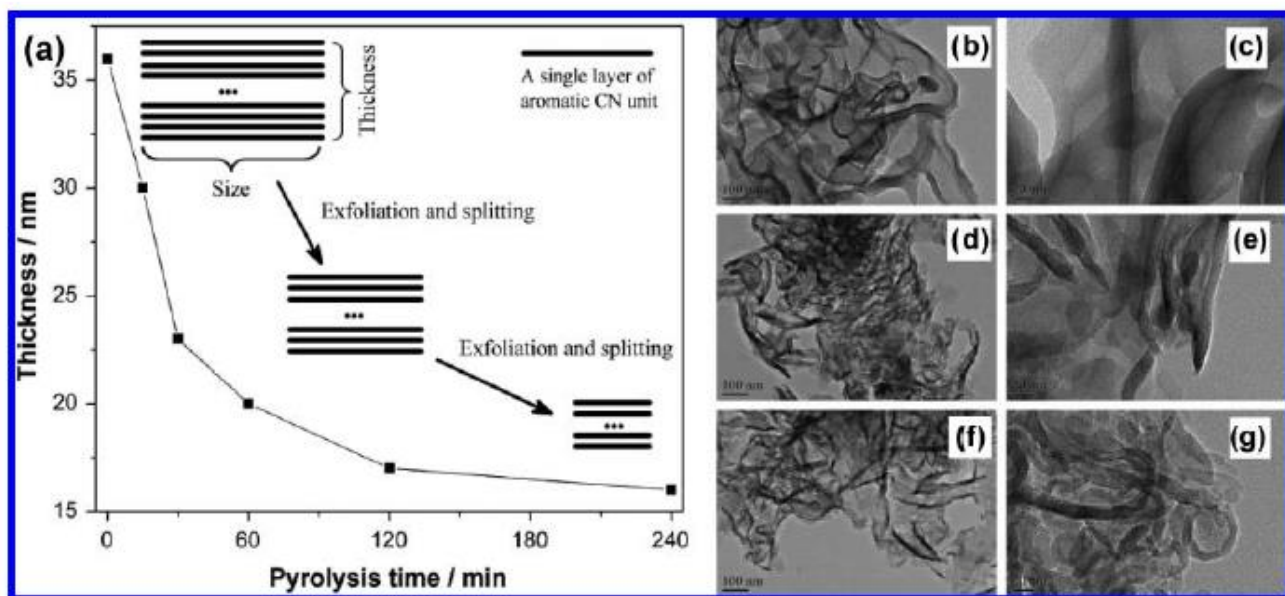 (a)
35
30
25
20
15
0
60
120
180
240
Thickness / nm
Pyrolysis time / min
•••
Thickness
Size
A single layer of
aromatic CN unit
Exfoliation and splitting
•••
Exfoliation and splitting
•••
(b)
100 nm
(c)
(d)
100 nm
(e)
(f)
100 nm
(g)